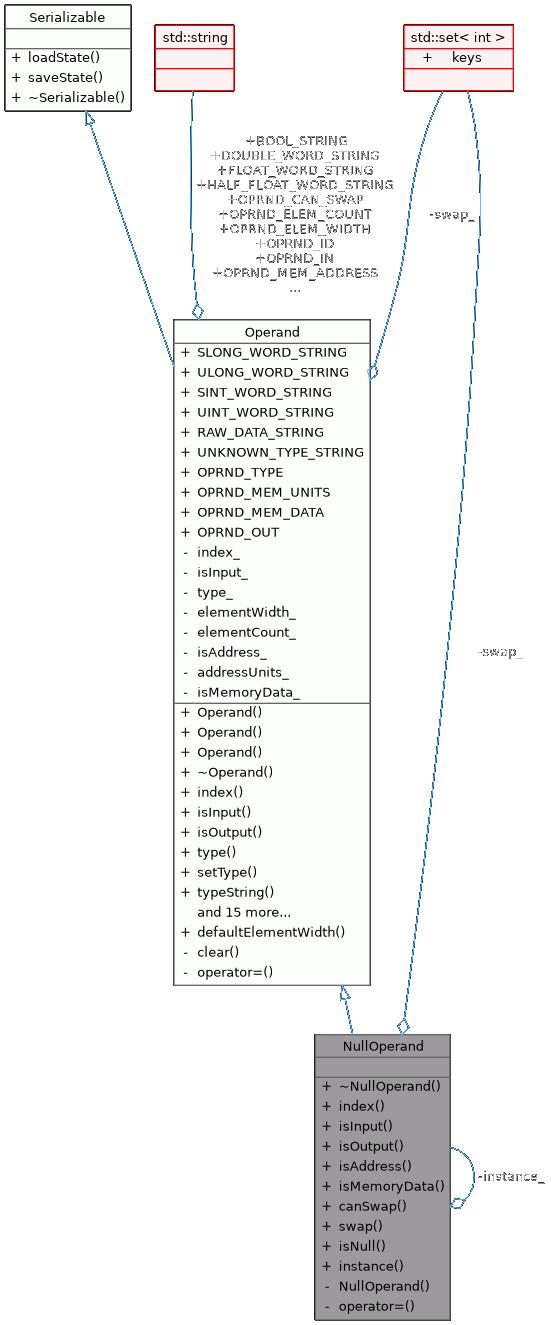 Serializable
+ loadState()
+ saveState()
+ ~Serializable()
std::string
std::set< int >
+ keys
+BOOL_STRING
+DOUBLE_WORD_STRING
+FLOAT_WORD_STRING
+HALF_FLOAT_WORD_STRING
+OPRND_CAN_SWAP
+OPRND_ELEM_COUNT
+OPRND_ELEM_WIDTH
+OPRND_ID
+OPRND_IN
+OPRND_MEM_ADDRESS
...
-swap_
Operand
+ SLONG_WORD_STRING
+ ULONG_WORD_STRING
+ SINT_WORD_STRING
+ UINT_WORD_STRING
+ RAW_DATA_STRING
+ UNKNOWN_TYPE_STRING
+ OPRND_TYPE
+ OPRND_MEM_UNITS
+ OPRND_MEM_DATA
+ OPRND_OUT
- index_
- isInput_
- type_
- elementWidth_
- elementCount_
- isAddress_
- addressUnits_
- isMemoryData_
+ Operand()
+ Operand()
+ Operand()
+ ~Operand()
+ index()
+ isInput()
+ isOutput()
+ type()
+ setType()
+ typeString()
and 15 more...
+ defaultElementWidth()
- clear()
- operator=()
-swap_
NullOperand
+ ~NullOperand()
+ index()
+ isInput()
+ isOutput()
+ isAddress()
+ isMemoryData()
+ canSwap()
+ swap()
+ isNull()
+ instance()
- NullOperand()
- operator=()
-instance_